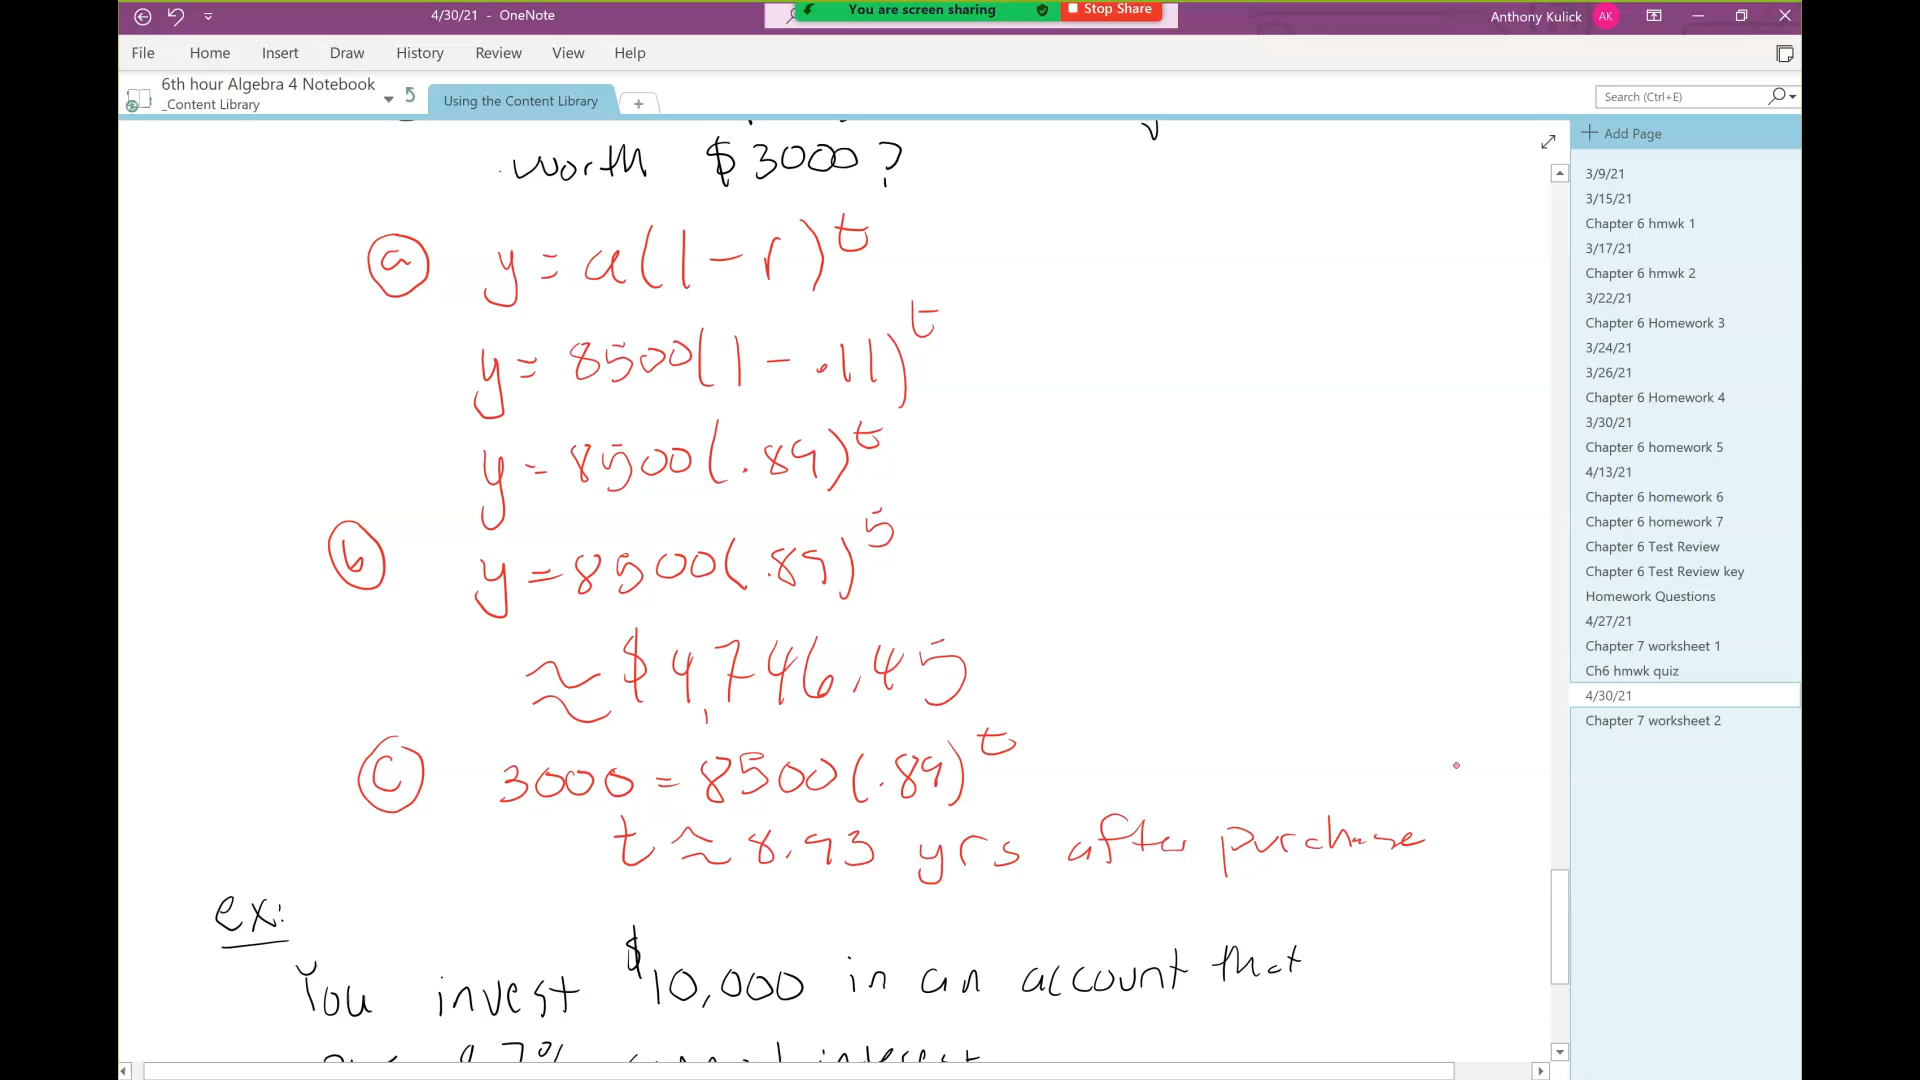 4/30/21 - OneNote
You are screen sharing
Stop Share
Anthony Kulick
AK
File Home Insert Draw History Review View Help
6th hour Algebra 4 Notebook
_Content Library
Using the Content Library
Search (Ctrl+E)
Add Page
worth $3000?
a y = a(1 - r)^t
y = 8500(1 - .11)^t
y = 8500(.89)^t
b y = 8500(.89)^5
≈ $4,746.45
c 3000 = 8500(.89)^t
t ≈ 8.93 yrs after purchase
ex:
You invest $10,000 in an account that
3/9/21
3/15/21
Chapter 6 hmwk 1
3/17/21
Chapter 6 hmwk 2
3/22/21
Chapter 6 Homework 3
3/24/21
3/26/21
Chapter 6 Homework 4
3/30/21
Chapter 6 homework 5
4/13/21
Chapter 6 homework 6
Chapter 6 homework 7
Chapter 6 Test Review
Chapter 6 Test Review key
Homework Questions
4/27/21
Chapter 7 worksheet 1
Ch6 hmwk quiz
4/30/21
Chapter 7 worksheet 2